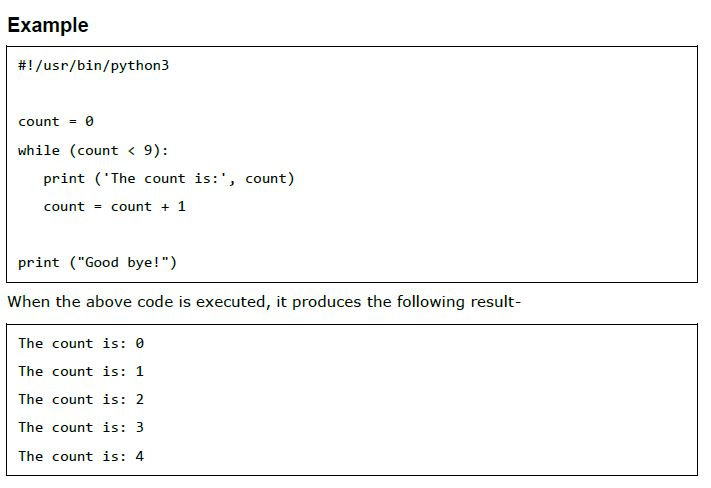 Example
#!/usr/bin/python3
count = 0
while (count < 9):
print ('The count is:', count)
count = count + 1
print ("Good bye!")
When the above code is executed, it produces the following result-
The count is: 0
The count is: 1
The count is: 2
The count is: 3
The count is: 4